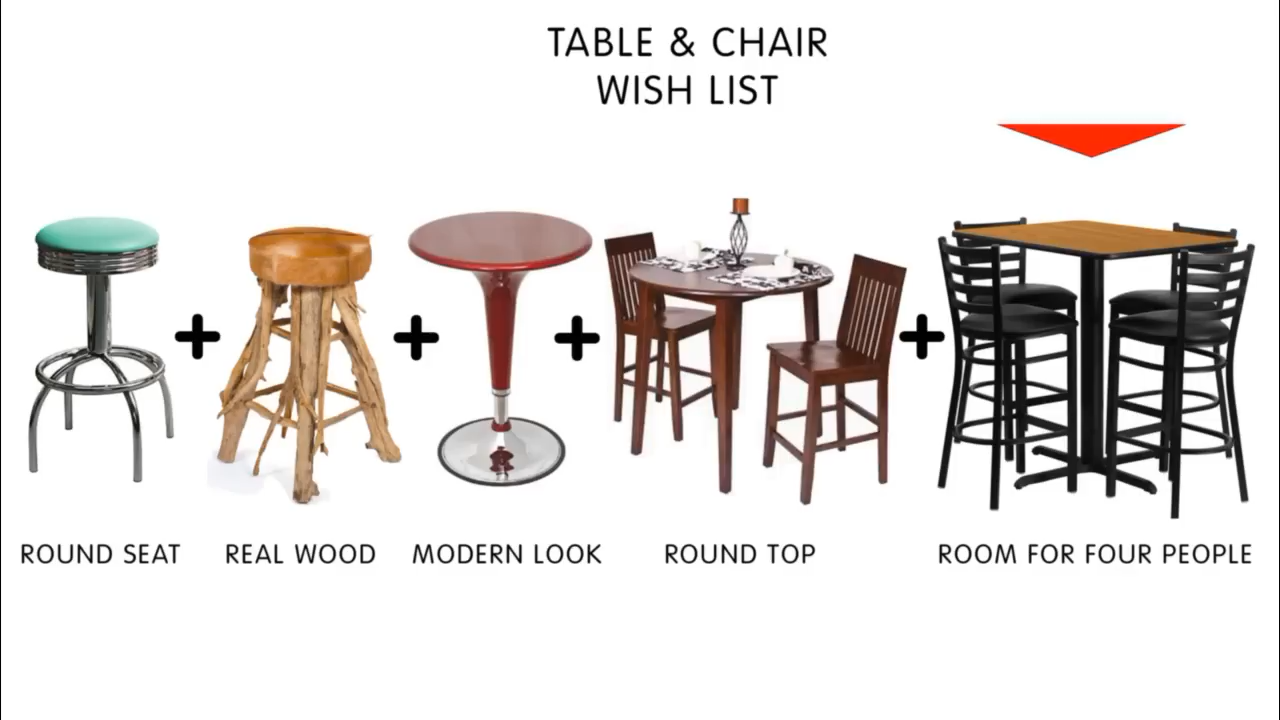 TABLE & CHAIR
WISH LIST
ROUND SEAT
REAL WOOD
MODERN LOOK
ROUND TOP
ROOM FOR FOUR PEOPLE